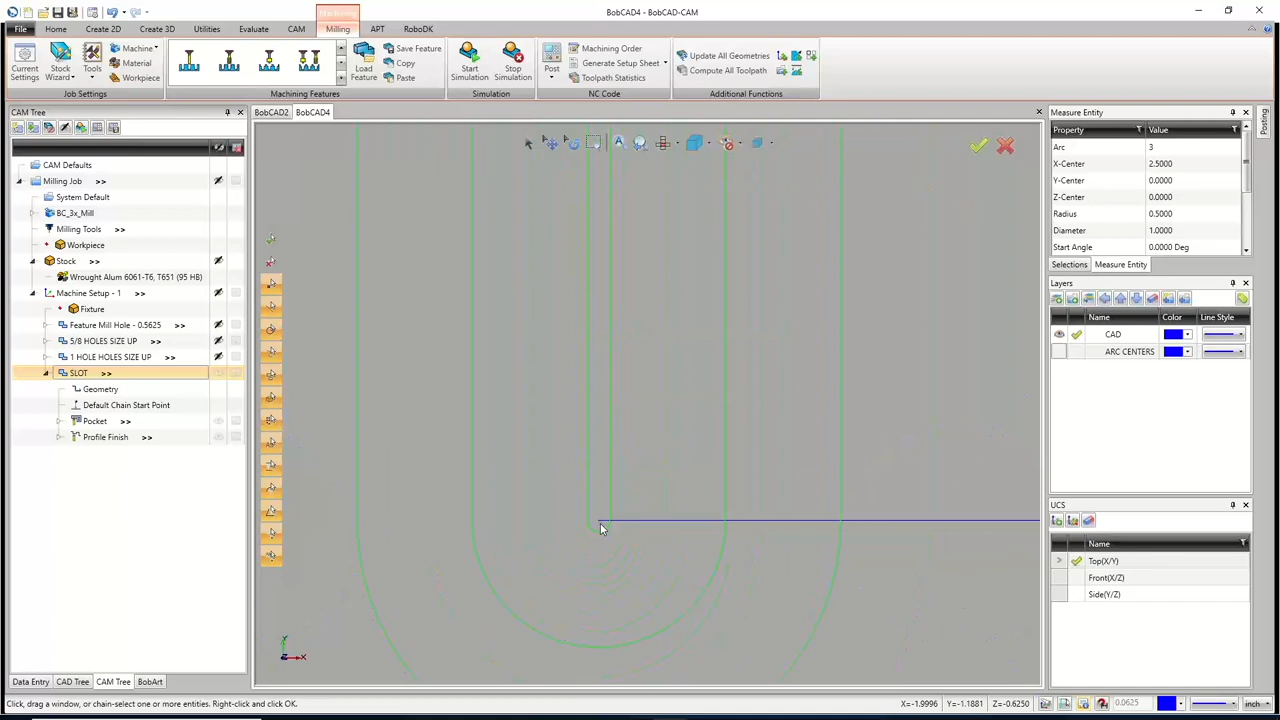 BobCAD4 - BobCAD-CAM
Machining
File
Home
Create 2D
Create 3D
Utilities
Evaluate
CAM
Milling
APT
RoboDK
Current Settings
Stock Wizard
Tools
Machine
Material
Workpiece
Load Feature
Save Feature
Copy
Paste
Start Simulation
Stop Simulation
Post
Machining Order
Generate Setup Sheet
Toolpath Statistics
Update All Geometries
Compute All Toolpath
Job Settings
Machining Features
Simulation
NC Code
Additional Functions
CAM Tree
BobCAD2
BobCAD4
CAM Defaults
Milling Job >>
System Default
BC_3x_Mill
Milling Tools >>
Workpiece
Stock >>
Wrought Alum 6061-T6, T651 (95 HB)
Machine Setup - 1 >>
Fixture
Feature Mill Hole - 0.5625 >>
5/8 HOLES SIZE UP >>
1 HOLE HOLES SIZE UP >>
SLOT >>
Geometry
Default Chain Start Point
Pocket >>
Profile Finish >>
Data Entry
CAD Tree
CAM Tree
BobArt
Measure Entity
Property Value
Arc 3
X-Center 2.5000
Y-Center 0.0000
Z-Center 0.0000
Radius 0.5000
Diameter 1.0000
Start Angle 0.0000 Deg
Selections
Measure Entity
Posting
Layers
Name Color Line Style
CAD
ARC CENTERS
UCS
Name
Top(X/Y)
Front(X/Z)
Side(Y/Z)
Y
X
Z
Click, drag a window, or chain-select one or more entities. Right-click and click OK.
X=-1.9996 Y=-1.1881 Z=-0.6250
0.0625
inch